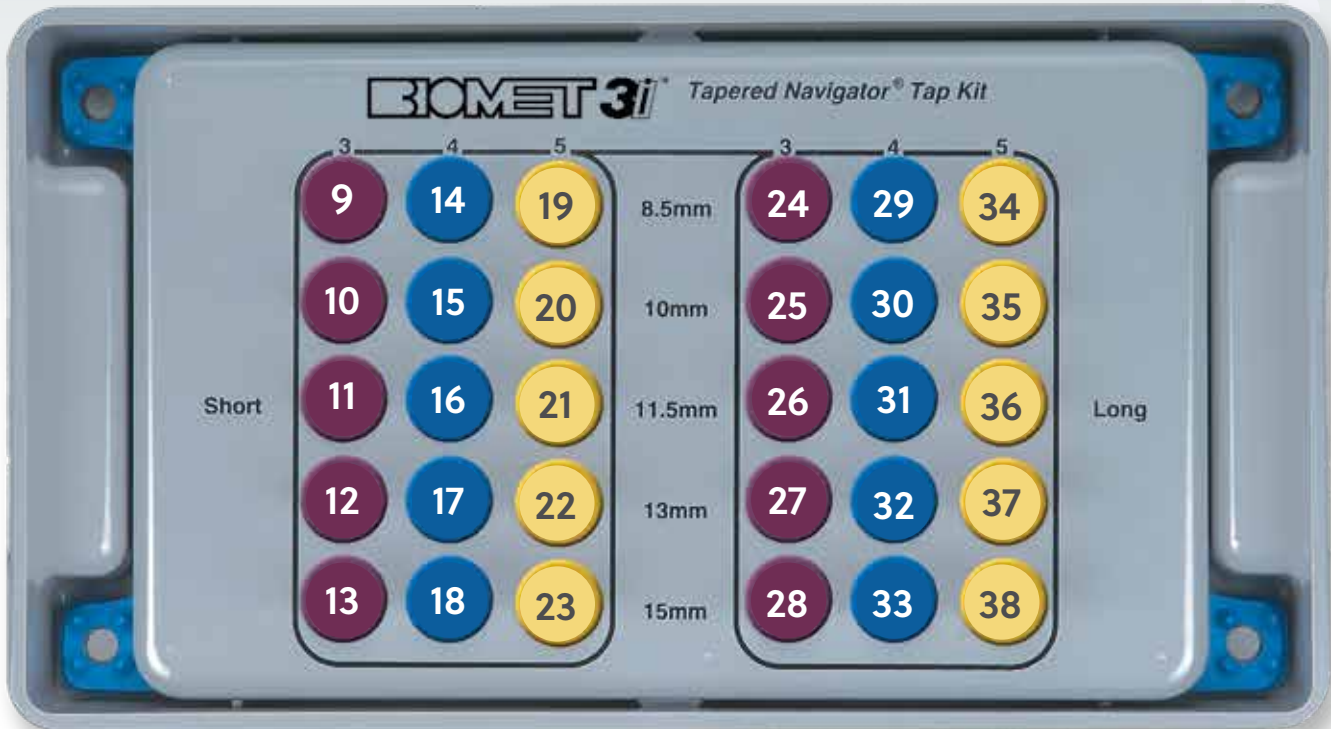 BIOMET 3i™ Tapered Navigator® Tap Kit
3 4 5 3 4 5
9 14 19 8.5mm 24 29 34
10 15 20 10mm 25 30 35
Short 11 16 21 11.5mm 26 31 36 Long
12 17 22 13mm 27 32 37
13 18 23 15mm 28 33 38